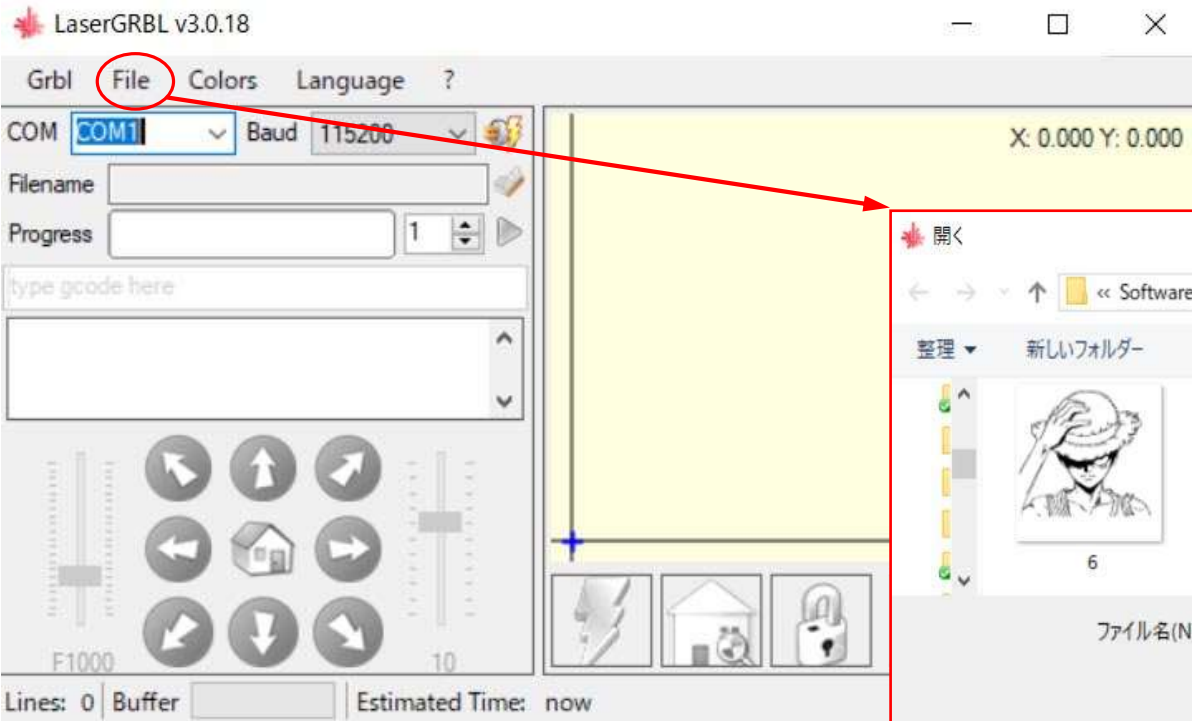 LaserGRBL v3.0.18
Grbl File Colors Language ?
COM COM1 Baud 115200
X: 0.000 Y: 0.000
Filename
Progress 1
type gcode here
開く
« Software
整理 新しいフォルダー
6
ファイル名(N
F1000 10
Lines: 0 Buffer Estimated Time: now